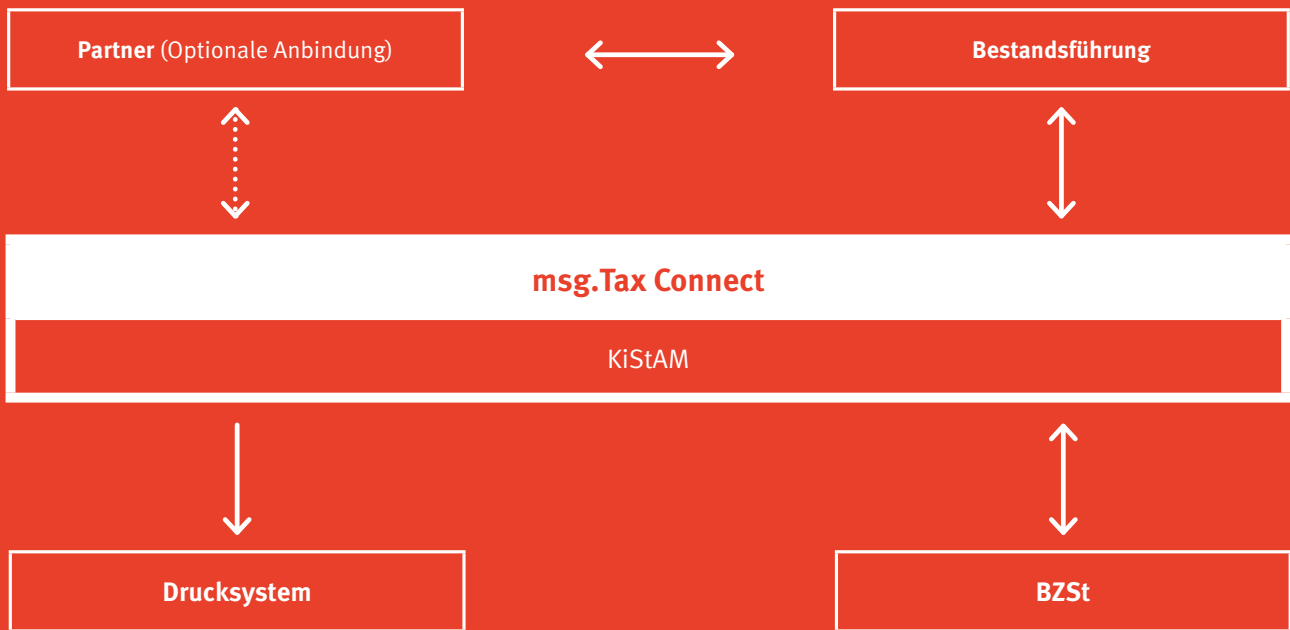 Partner (Optionale Anbindung)
Bestandsführung
msg.Tax Connect
KiStAM
Drucksystem
BZSt